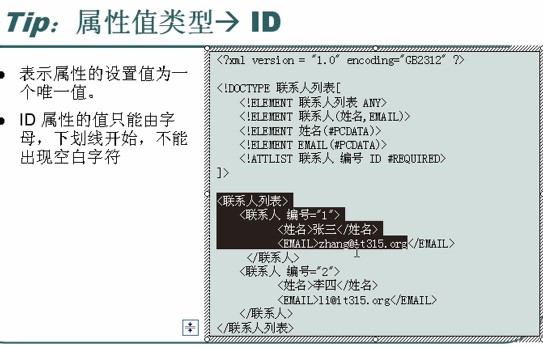 Tip: 属性值类型→ ID
表示属性的设置值为一
个唯一值。
ID 属性的值只能由字
母，下划线开始，不能
出现空白字符
<?xml version = "1.0" encoding="GB2312" ?>
<!DOCTYPE 联系人列表[
<!ELEMENT 联系人列表 ANY>
<!ELEMENT 联系人(姓名,EMAIL)>
<!ELEMENT 姓名(#PCDATA)>
<!ELEMENT EMAIL(#PCDATA)>
<!ATTLIST 联系人 编号 ID #REQUIRED>
]>
<联系人列表>
<联系人 编号="1">
<姓名>张三</姓名>
<EMAIL>zhang@it315.org</EMAIL>
</联系人>
<联系人 编号="2">
<姓名>李四</姓名>
<EMAIL>li@it315.org</EMAIL>
</联系人>
</联系人列表>